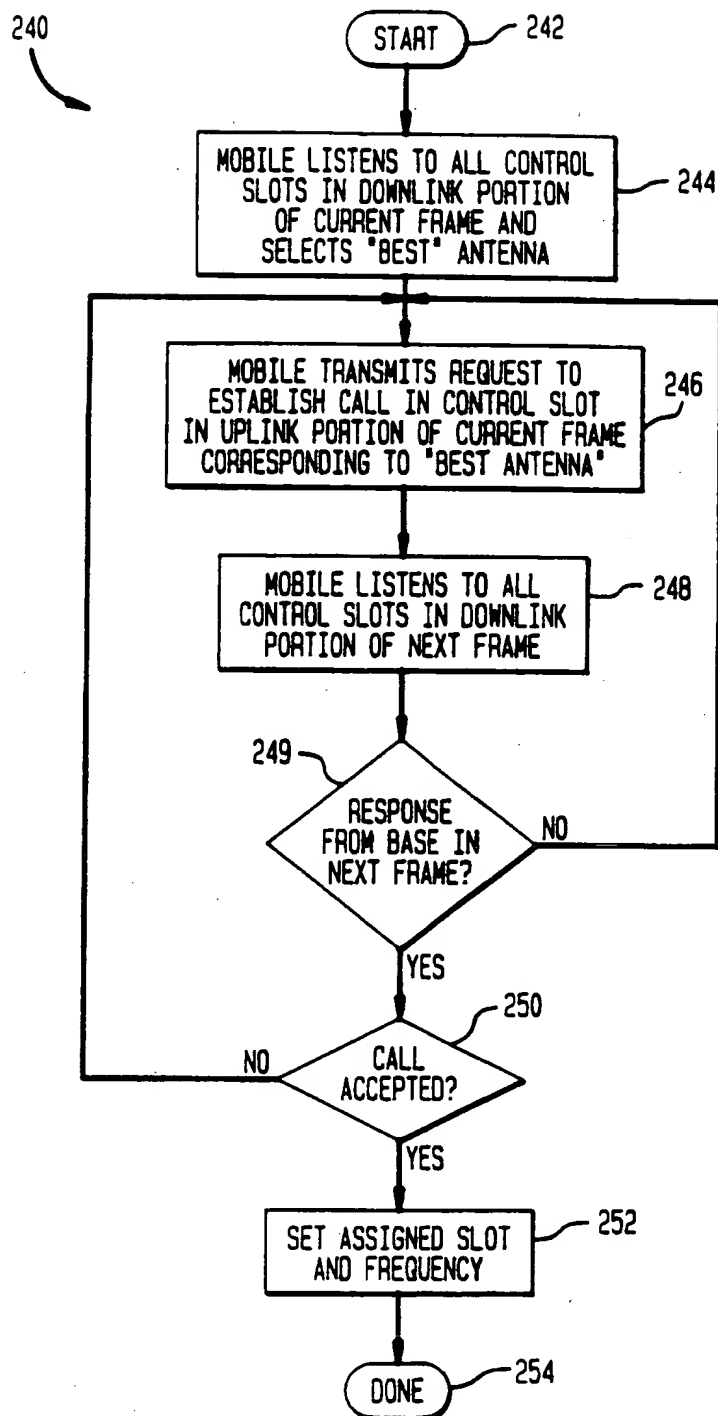 240
START
242
MOBILE LISTENS TO ALL CONTROL
SLOTS IN DOWNLINK PORTION
OF CURRENT FRAME AND
SELECTS "BEST" ANTENNA
244
MOBILE TRANSMITS REQUEST TO
ESTABLISH CALL IN CONTROL SLOT
IN UPLINK PORTION OF CURRENT FRAME
CORRESPONDING TO "BEST ANTENNA"
246
MOBILE LISTENS TO ALL
CONTROL SLOTS IN DOWNLINK
PORTION OF NEXT FRAME
248
249
RESPONSE
FROM BASE IN
NEXT FRAME?
NO
YES
250
NO
CALL
ACCEPTED?
YES
SET ASSIGNED SLOT
AND FREQUENCY
252
DONE
254